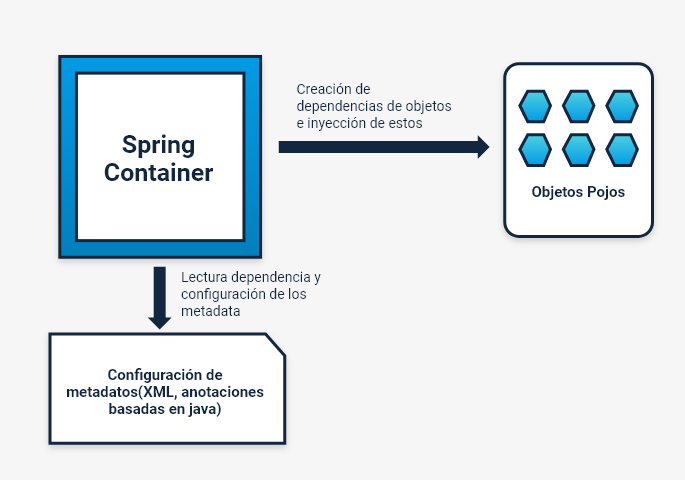 Spring
Container
Creación de
dependencias de objetos
e inyección de estos
Objetos Pojos
Lectura dependencia y
configuración de los
metadata
Configuración de
metadatos(XML, anotaciones
basadas en java)